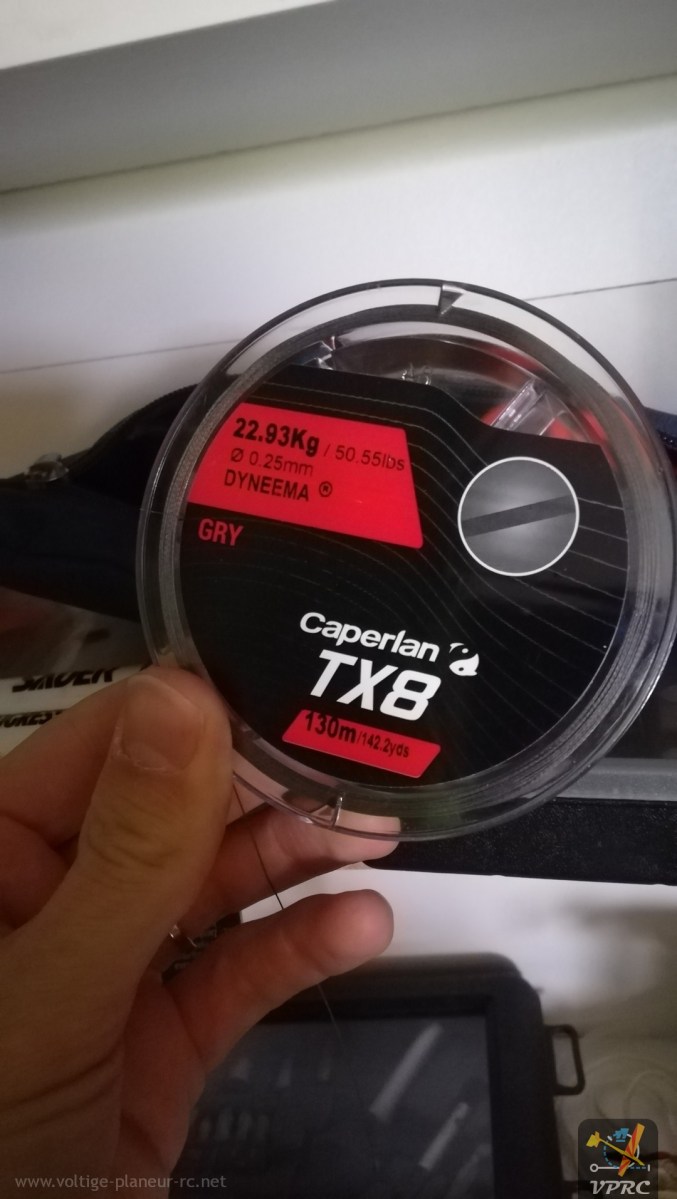 22.93Kg / 50.55lbs
Ø 0.25mm
DYNEEMA ®
GRY
Caperlan
TX8
130m/142.2yds
www.voltige-planeur-rc.net
VPRC